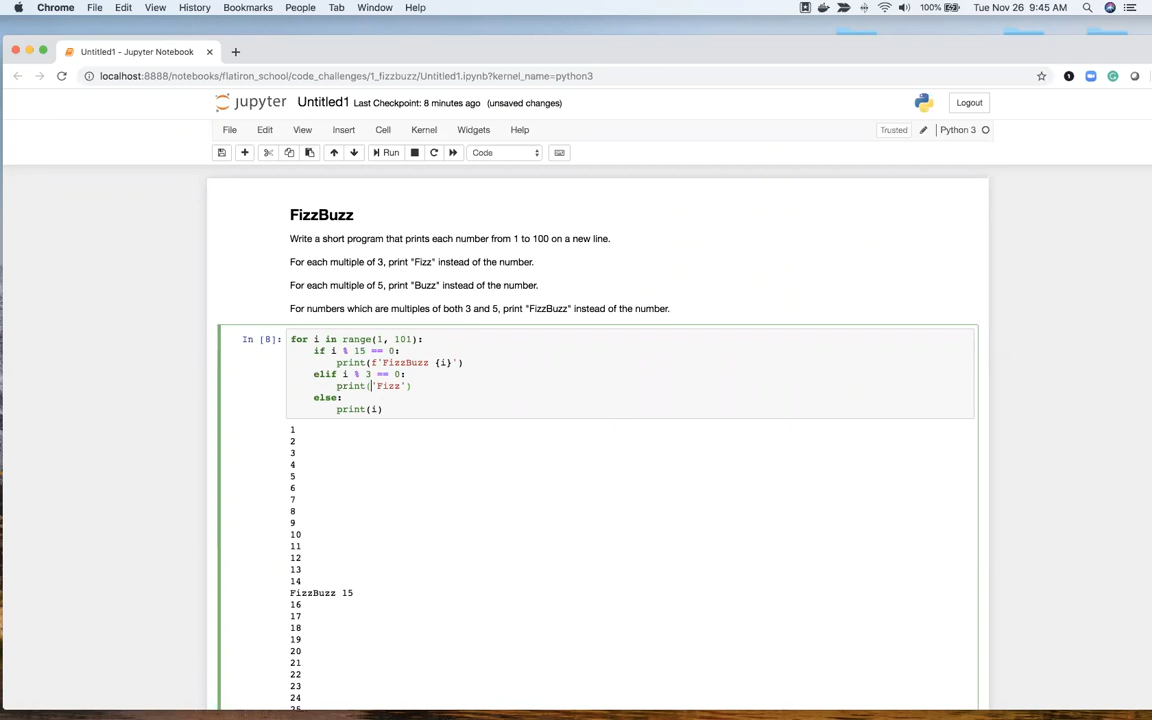 Chrome File Edit View History Bookmarks People Tab Window Help 100% Tue Nov 26 9:45 AM
Untitled1 - Jupyter Notebook
localhost:8888/notebooks/flatiron_school/code_challenges/1_fizzbuzz/Untitled1.ipynb?kernel_name=python3
jupyter Untitled1 Last Checkpoint: 8 minutes ago (unsaved changes) Logout
File Edit View Insert Cell Kernel Widgets Help Trusted Python 3
Run Code
FizzBuzz
Write a short program that prints each number from 1 to 100 on a new line.
For each multiple of 3, print "Fizz" instead of the number.
For each multiple of 5, print "Buzz" instead of the number.
For numbers which are multiples of both 3 and 5, print "FizzBuzz" instead of the number.
In [8]: for i in range(1, 101):
if i % 15 == 0:
print(f'FizzBuzz {i}')
elif i % 3 == 0:
print('Fizz')
else:
print(i)
1
2
3
4
5
6
7
8
9
10
11
12
13
14
FizzBuzz 15
16
17
18
19
20
21
22
23
24
25